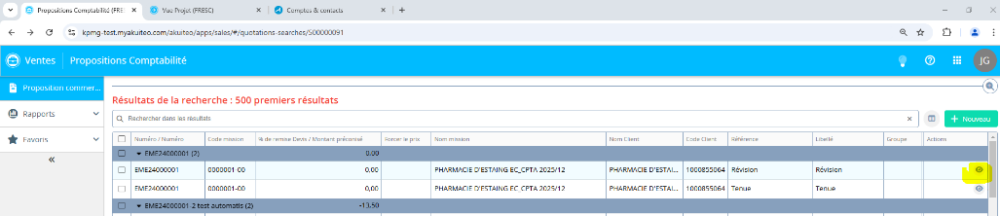 Propositions Comptabilité (FRES
Vue Projet (FRESC)
Comptes & contacts
kpmg-test.myakuiteo.com/akuiteo/apps/sales/#/quotations-searches/500000091
Ventes Propositions Comptabilité JG
Proposition commer...
Rapports
Favoris
Résultats de la recherche : 500 premiers résultats
Rechercher dans les résultats
Nouveau
Numéro / Numéro Code mission % de remise Devis / Montant préconisé Forcer le prix Nom mission Nom Client Code Client Référence Libellé Groupe Actions
EME24000001 (2) 0.00
EME24000001 0000001-00 0,00 PHARMACIE D'ESTAING EC_CPTA 2025/12 PHARMACIE D'ESTAI... 1000855064 Révision Révision
EME24000001 0000001-00 0,00 PHARMACIE D'ESTAING EC_CPTA 2025/12 PHARMACIE D'ESTAI... 1000855064 Tenue Tenue
EME24000001-2 test automatis (2) -13.50